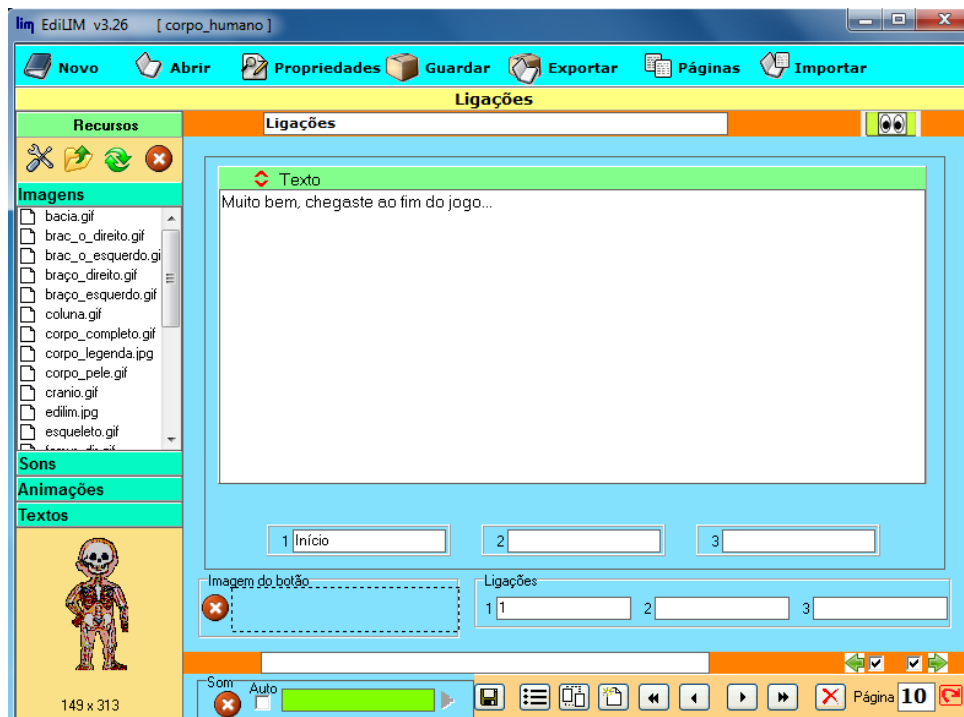 lim EdiLIM v3.26 [ corpo_humano ]
Novo Abrir Propriedades Guardar Exportar Páginas Importar
Ligações
Recursos
Ligações
Imagens
bacia.gif
brac_o_direito.gif
brac_o_esquerdo.gi
braço_direito.gif
braço_esquerdo.gif
coluna.gif
corpo_completo.gif
corpo_legenda.jpg
corpo_pele.gif
cranio.gif
edilim.jpg
esqueleto.gif
Sons
Animações
Textos
149 x 313
Texto
Muito bem, chegaste ao fim do jogo...
1 Início 2 3
Imagem do botão
Ligações
1 1 2 3
Som
Auto
Página 10